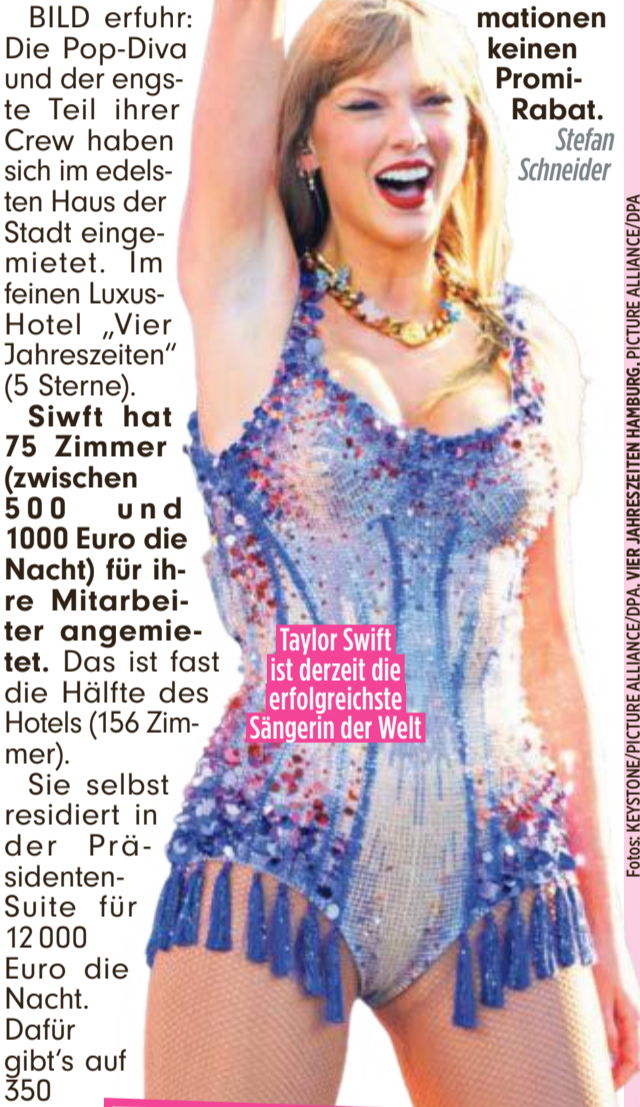 BILD erfuhr:
Die Pop-Diva
und der engs-
te Teil ihrer
Crew haben
sich im edels-
ten Haus der
Stadt einge-
mietet. Im
feinen Luxus-
Hotel „Vier
Jahreszeiten“
(5 Sterne).
Siwft hat
75 Zimmer
(zwischen
500 und
1000 Euro die
Nacht) für ih-
re Mitarbei-
ter angemie-
tet. Das ist fast
die Hälfte des
Hotels (156 Zim-
mer).
Sie selbst
residiert in
der Prä-
sidenten-
Suite für
12 000
Euro die
Nacht.
Dafür
gibt's auf
350
mationen
keinen
Promi-
Rabat.
Stefan
Schneider
Taylor Swift
ist derzeit die
erfolgreichste
Sängerin der Welt
Fotos: KEYSTONE/PICTURE ALLIANCE/DPA, VIER JAHRESZEITEN HAMBURG, PICTURE ALLIANCE/DPA